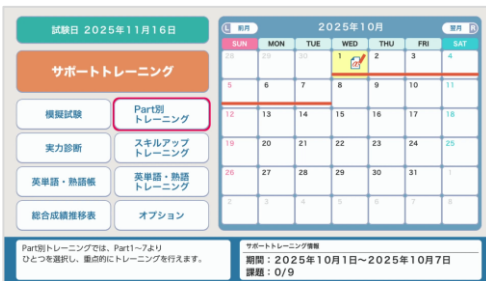 試験日 2025年11月16日
サポートトレーニング
模擬試験
Part別
トレーニング
実力診断
スキルアップ
トレーニング
英単語・熟語帳
英単語・熟語
トレーニング
総合成績推移表
オプション
L 前月
2025年10月
翌月 R
SUN MON TUE WED THU FRI SAT
28 29 30 1 2 3 4
5 6 7 8 9 10 11
12 13 14 15 16 17 18
19 20 21 22 23 24 25
26 27 28 29 30 31 1
2 3 4 5 6 7 8
Part別トレーニングでは、Part1～7より
ひとつを選択し、重点的にトレーニングを行えます。
サポートトレーニング情報
期間：2025年10月1日～2025年10月7日
課題：0/9